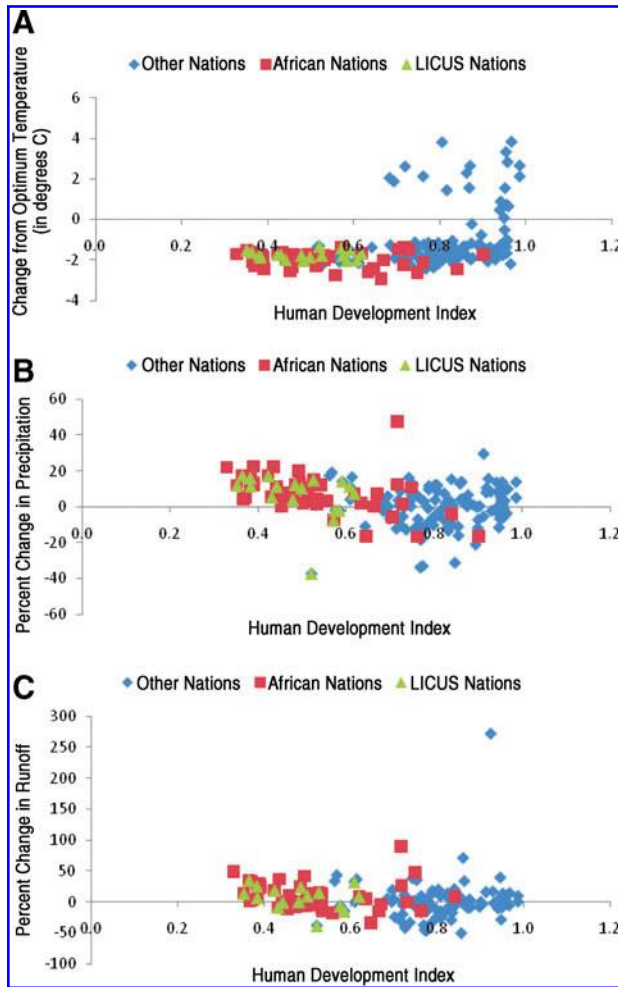 A
Other Nations African Nations LICUS Nations
Change from Optimum Temperature
(in degrees C)
6
4
2
0
-2
-4
0.0 0.2 0.4 0.6 0.8 1.0 1.2
Human Development Index
B
Other Nations African Nations LICUS Nations
Percent Change in Precipitation
60
40
20
0
-20
-40
-60
0.0 0.2 0.4 0.6 0.8 1.0 1.2
Human Development Index
C
Other Nations African Nations LICUS Nations
Percent Change in Runoff
300
250
200
150
100
50
0
-50
-100
0.0 0.2 0.4 0.6 0.8 1.0 1.2
Human Development Index